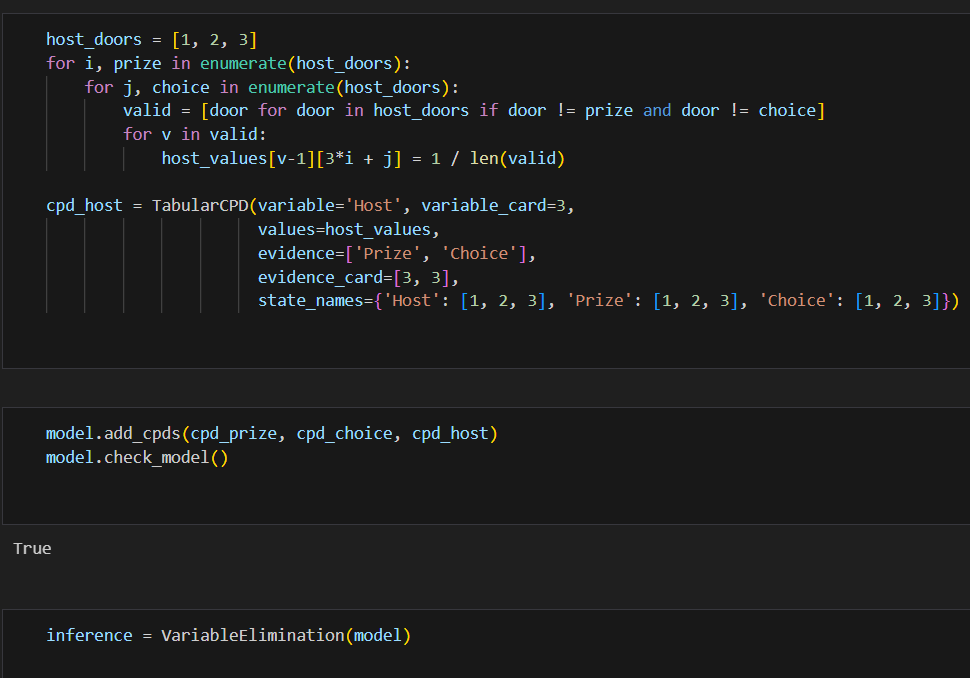 host_doors = [1, 2, 3]
for i, prize in enumerate(host_doors):
    for j, choice in enumerate(host_doors):
        valid = [door for door in host_doors if door != prize and door != choice]
        for v in valid:
            host_values[v-1][3*i + j] = 1 / len(valid)
cpd_host = TabularCPD(variable='Host', variable_card=3,
                      values=host_values,
                      evidence=['Prize', 'Choice'],
                      evidence_card=[3, 3],
                      state_names={'Host': [1, 2, 3], 'Prize': [1, 2, 3], 'Choice': [1, 2, 3]})
model.add_cpds(cpd_prize, cpd_choice, cpd_host)
model.check_model()
True
inference = VariableElimination(model)